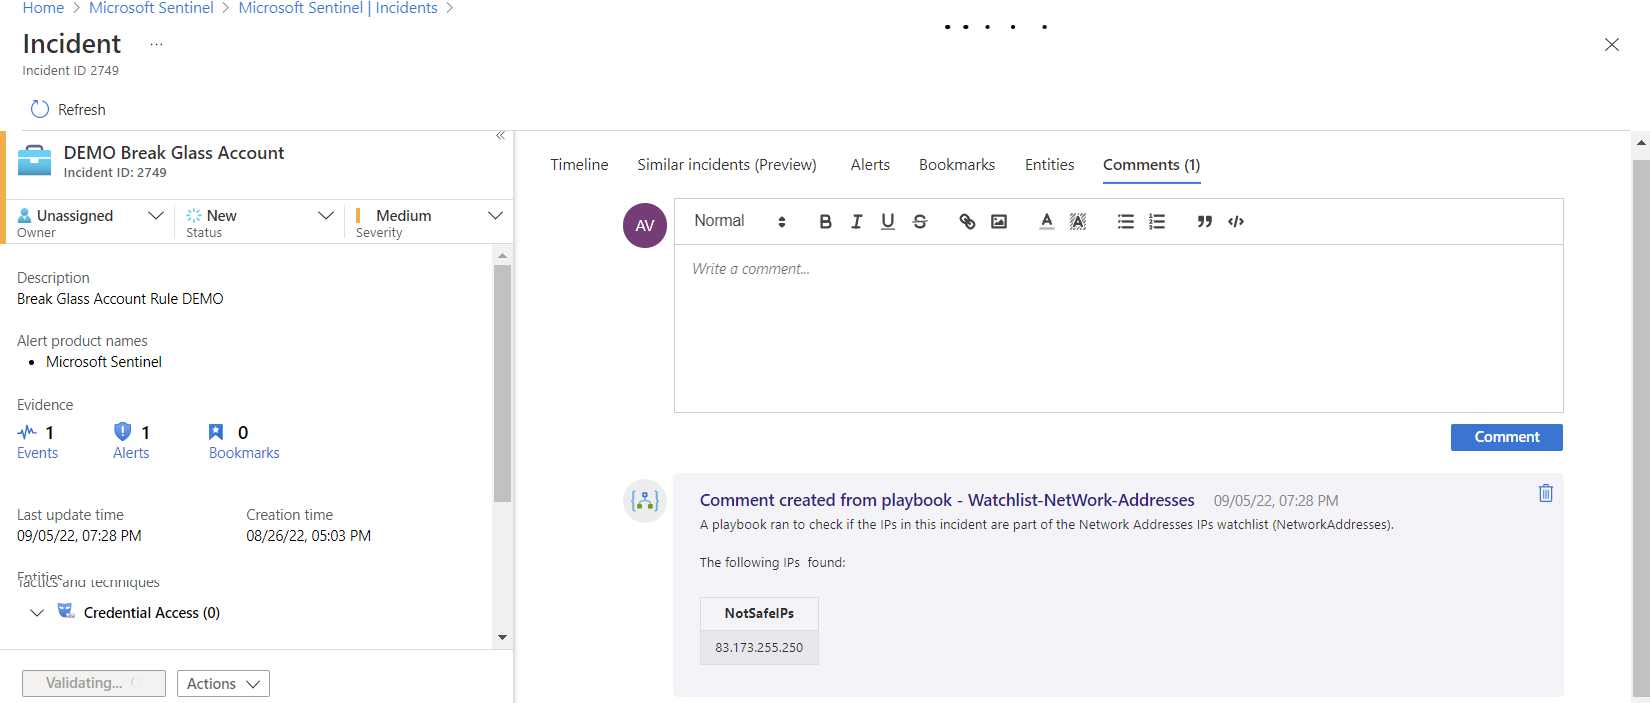 Home > Microsoft Sentinel > Microsoft Sentinel | Incidents >
Incident ...
Incident ID 2749
Refresh
«
DEMO Break Glass Account
Incident ID: 2749
Unassigned
Owner
New
Status
Medium
Severity
Description
Break Glass Account Rule DEMO
Alert product names
• Microsoft Sentinel
Evidence
1
Events
1
Alerts
0
Bookmarks
Last update time
09/05/22, 07:28 PM
Creation time
08/26/22, 05:03 PM
Entities
Tactics and techniques
Credential Access (0)
Validating...
Actions
Timeline
Similar incidents (Preview)
Alerts
Bookmarks
Entities
Comments (1)
AV
Normal
B I U S A A
Write a comment...
Comment
Comment created from playbook - Watchlist-NetWork-Addresses 09/05/22, 07:28 PM
A playbook ran to check if the IPs in this incident are part of the Network Addresses IPs watchlist (NetworkAddresses).
The following IPs found:
NotSafeIPs
83.173.255.250